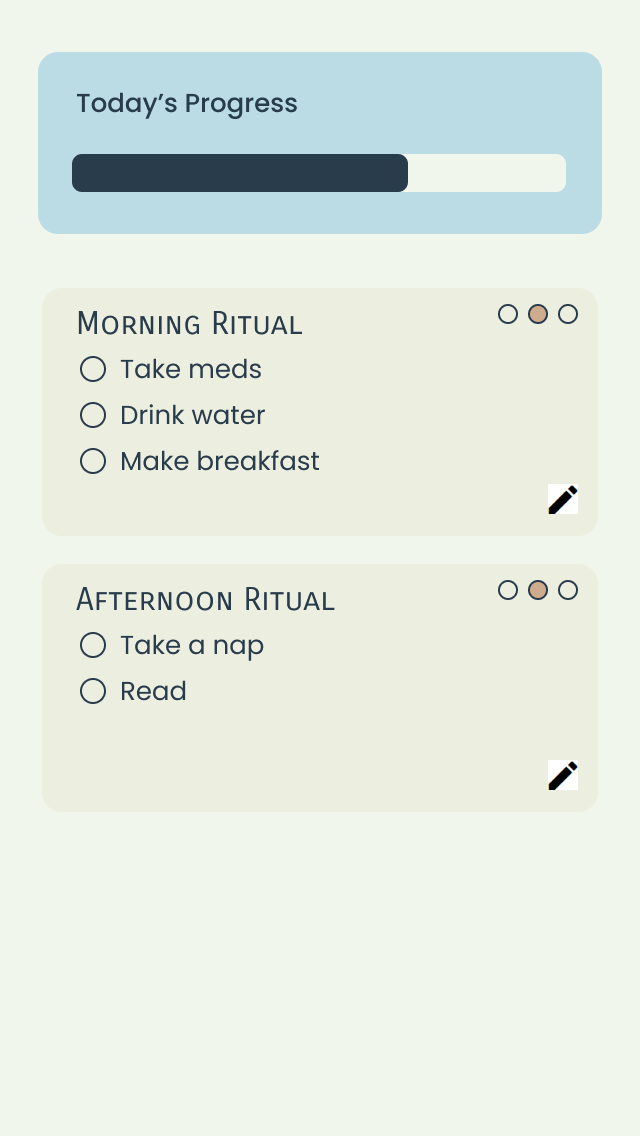 Today’s Progress
Morning Ritual
Take meds
Drink water
Make breakfast
Afternoon Ritual
Take a nap
Read